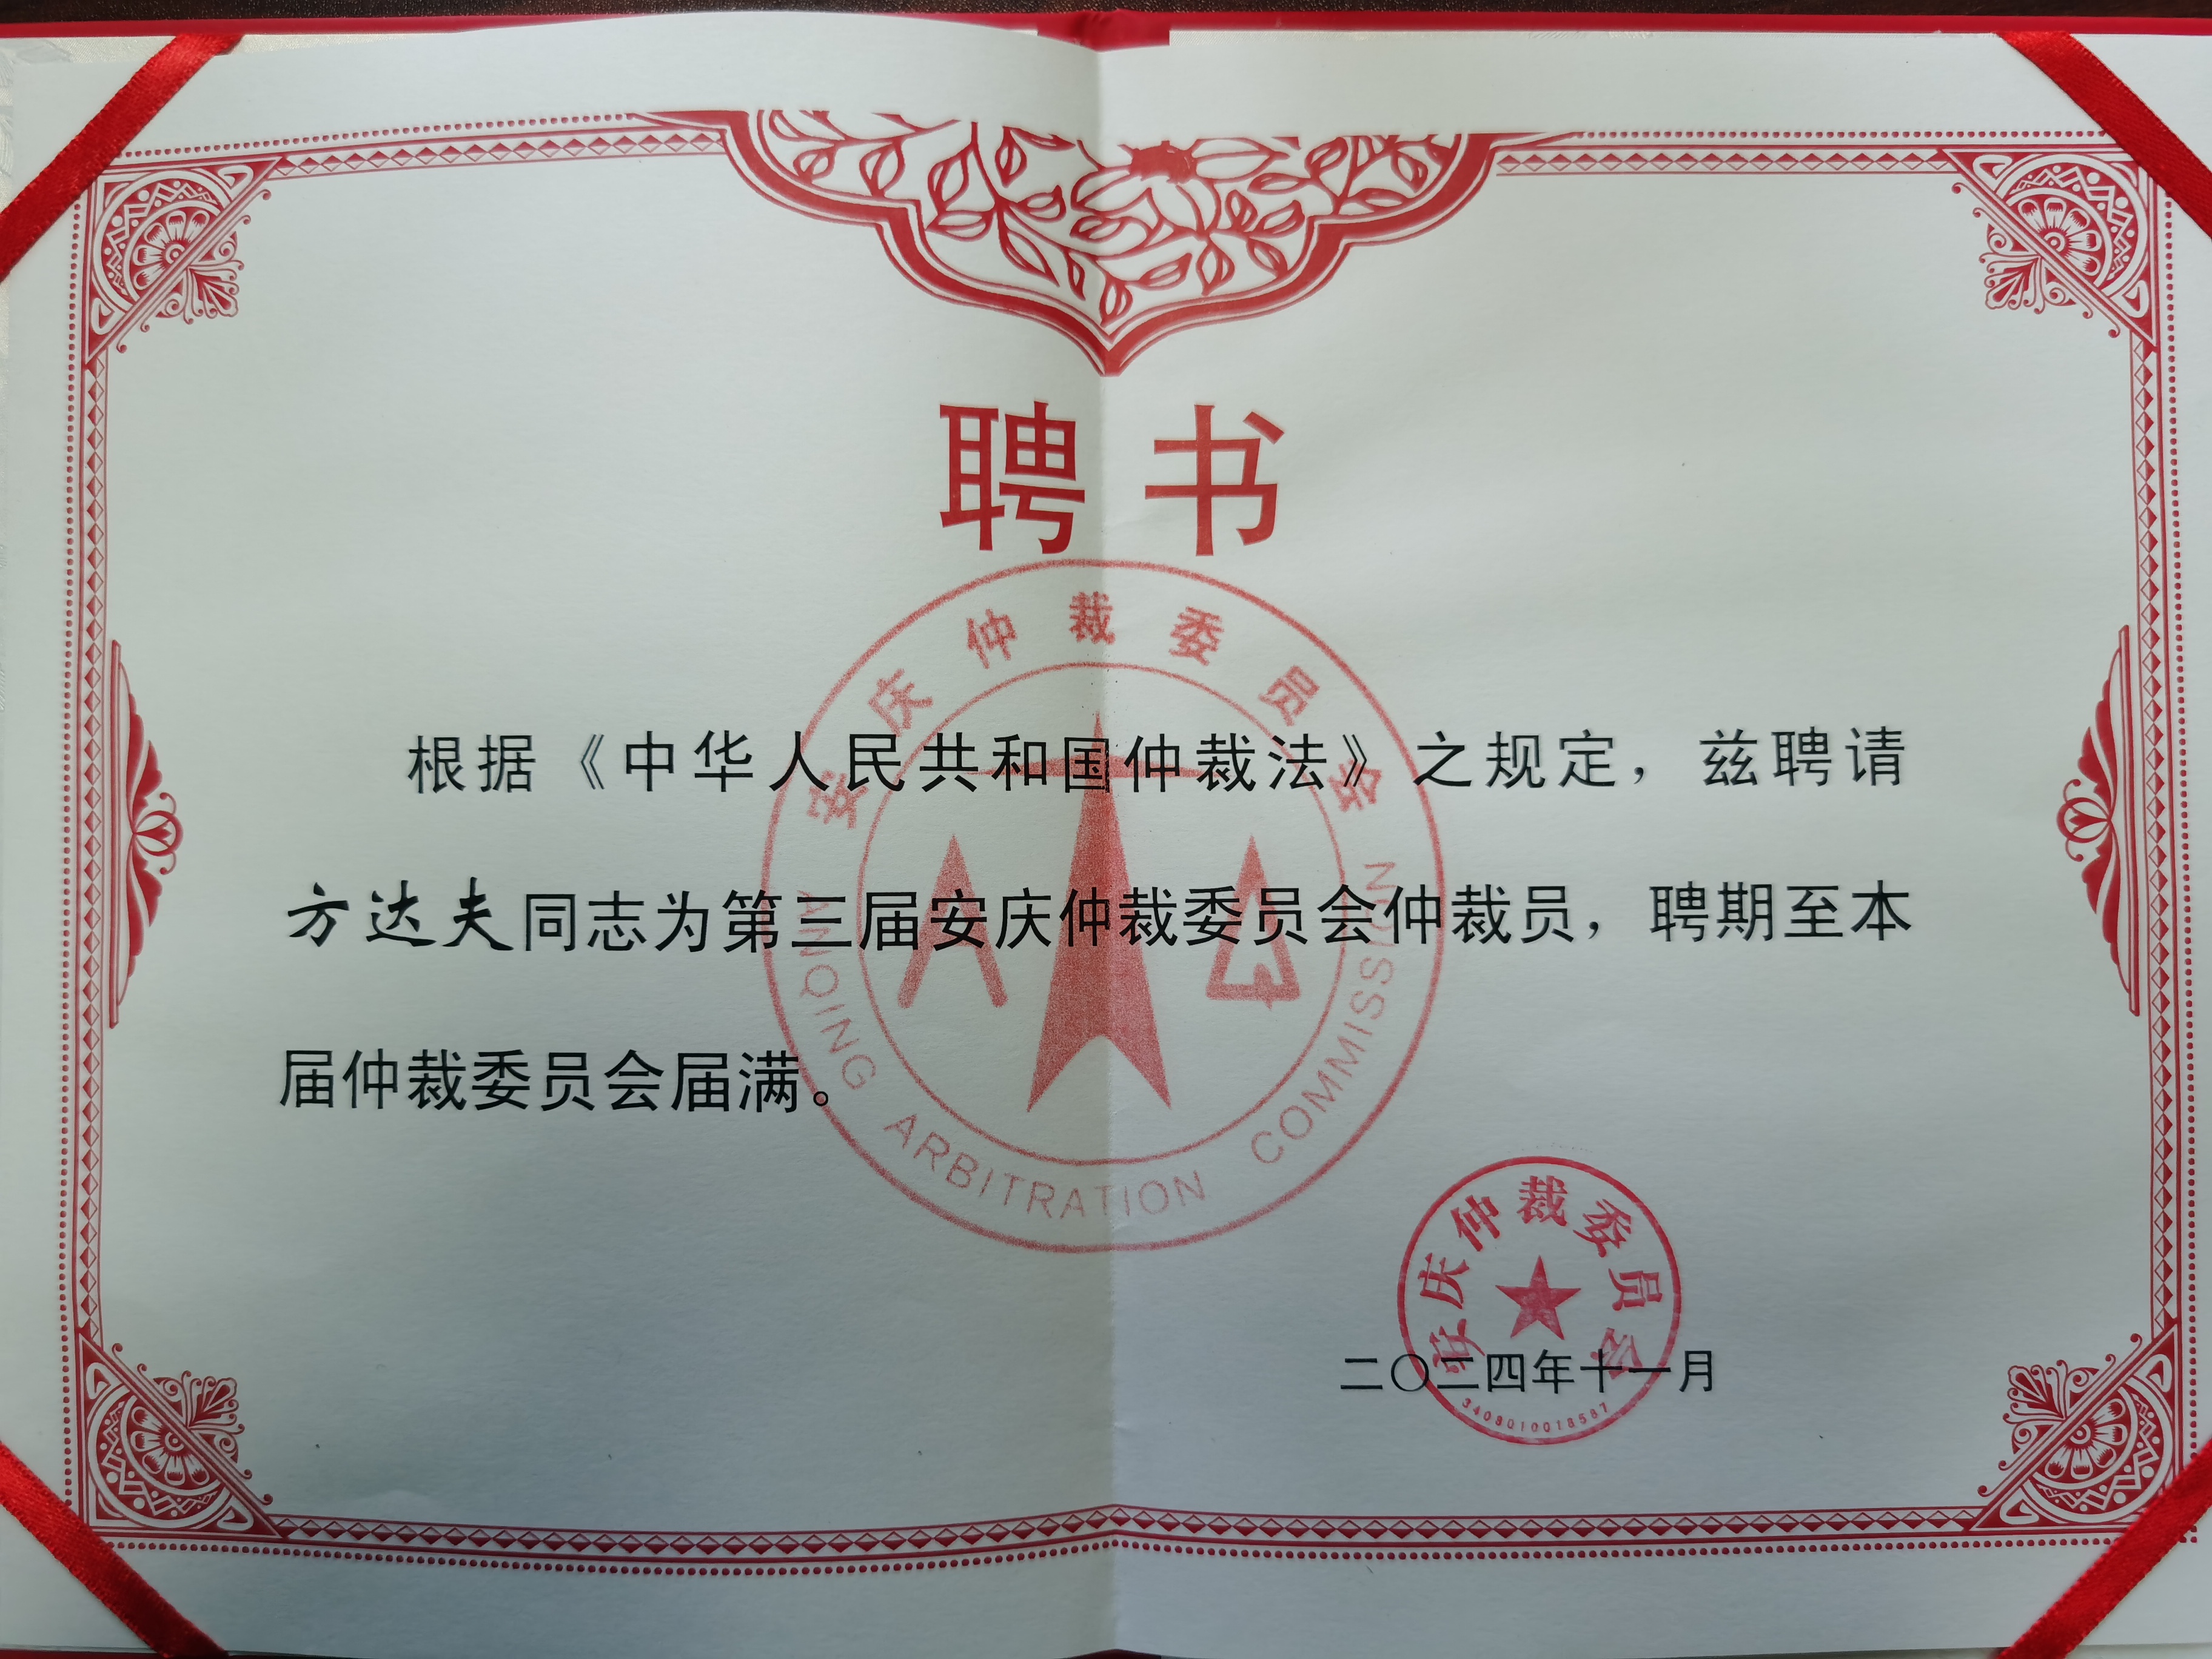 聘书
安庆仲裁委员会
根据《中华人民共和国仲裁法》之规定，兹聘请
方达夫同志为第三届安庆仲裁委员会仲裁员，聘期至本
届仲裁委员会届满。
ANQING ARBITRATION COMMISSION
安庆仲裁委员会
二〇二四年十一月
3408010018587